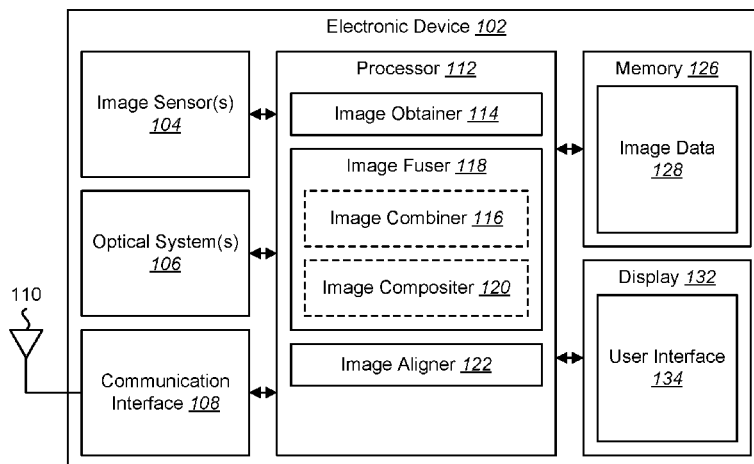 Electronic Device 102
Image Sensor(s)
104
Optical System(s)
106
110
Communication
Interface 108
Processor 112
Image Obtainer 114
Image Fuser 118
Image Combiner 116
Image Compositer 120
Image Aligner 122
Memory 126
Image Data
128
Display 132
User Interface
134